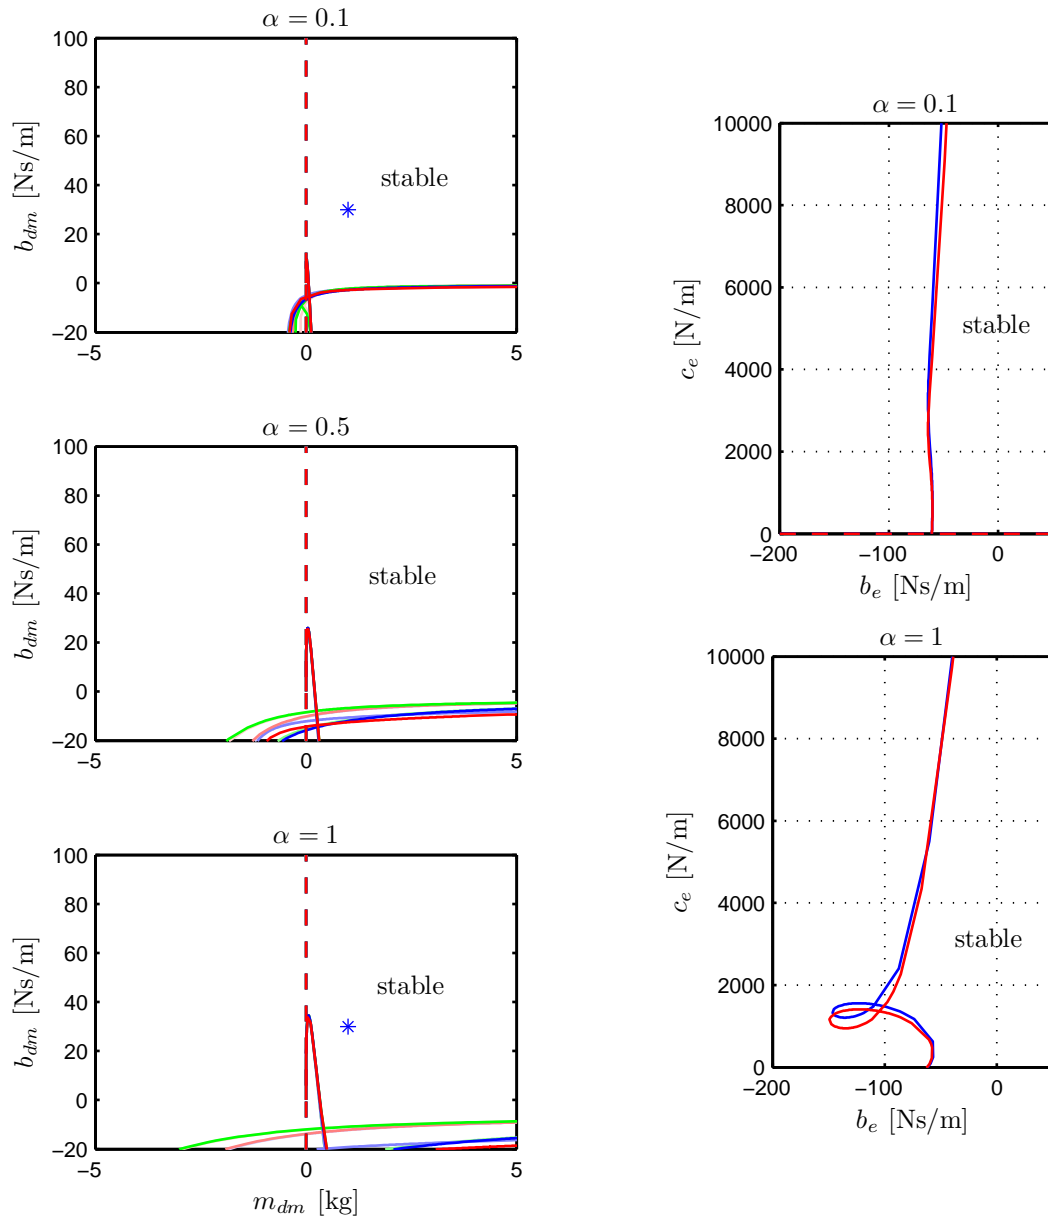 α = 0.1
100
80
60
40
20
0
−20
−5
0
5
b_dm [Ns/m]
stable
α = 0.5
100
80
60
40
20
0
−20
−5
0
5
b_dm [Ns/m]
stable
α = 1
100
80
60
40
20
0
−20
−5
0
5
b_dm [Ns/m]
stable
m_dm [kg]
α = 0.1
10000
8000
6000
4000
2000
0
−200
−100
0
c_e [N/m]
stable
b_e [Ns/m]
α = 1
10000
8000
6000
4000
2000
0
−200
−100
0
c_e [N/m]
stable
b_e [Ns/m]